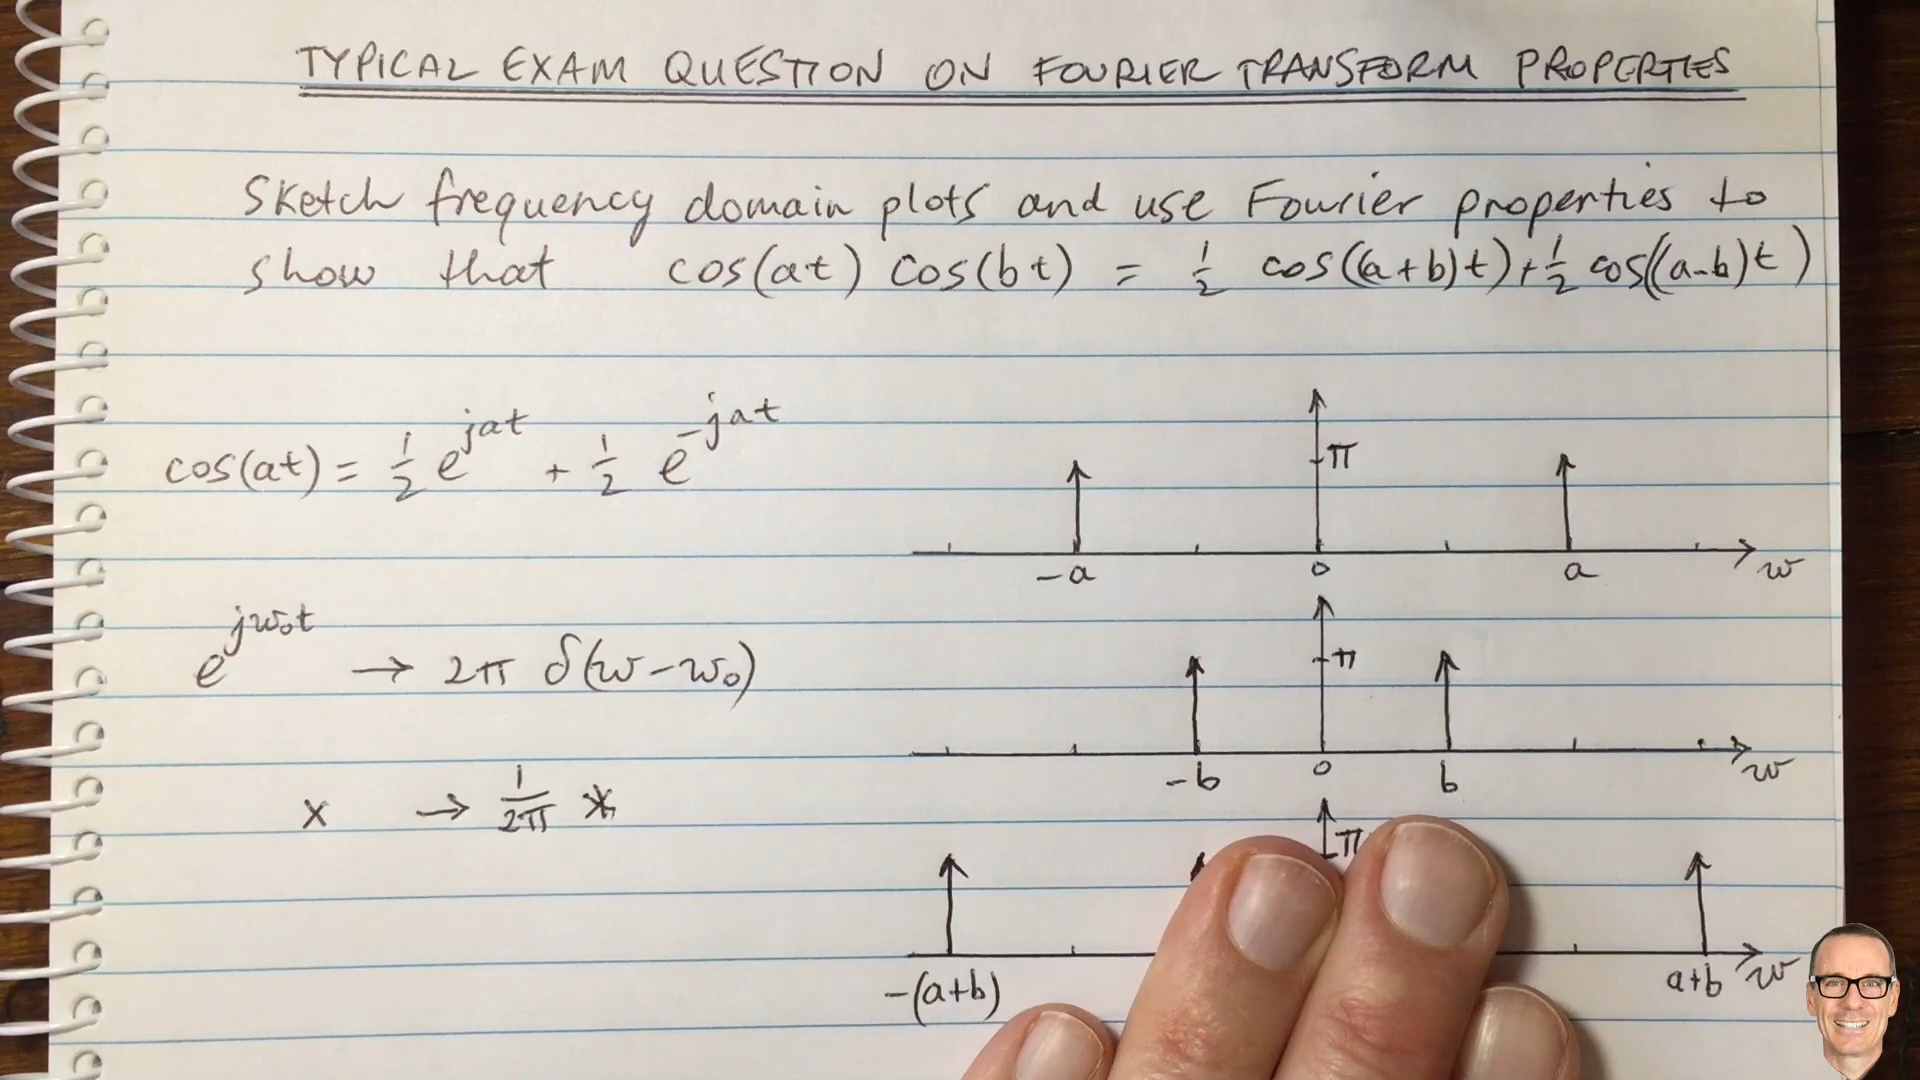 TYPICAL EXAM QUESTION ON FOURIER TRANSFORM PROPERTIES
Sketch frequency domain plots and use Fourier properties to
show that cos(at) cos(bt) = 1/2 cos((a+b)t) + 1/2 cos((a-b)t)
cos(at) = 1/2 e^jat + 1/2 e^-jat
π
-a 0 a w
e^jw₀t → 2π δ(w-w₀)
π
-b 0 b w
x → 1/2π *
π
-(a+b) a+b w